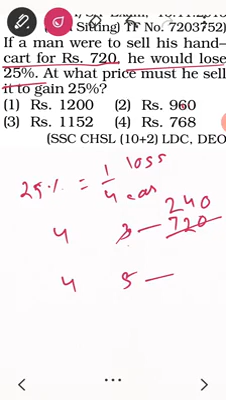 (   Sitting) TF No. 7203752)
If a man were to sell his hand-
cart for Rs. 720, he would lose
25%. At what price must he sell
it to gain 25%?
(1) Rs. 1200 (2) Rs. 960
(3) Rs. 1152 (4) Rs. 768
(SSC CHSL (10+2) LDC, DEO
25% = 1/4 loss
240
4 3 — 720
4 5 —